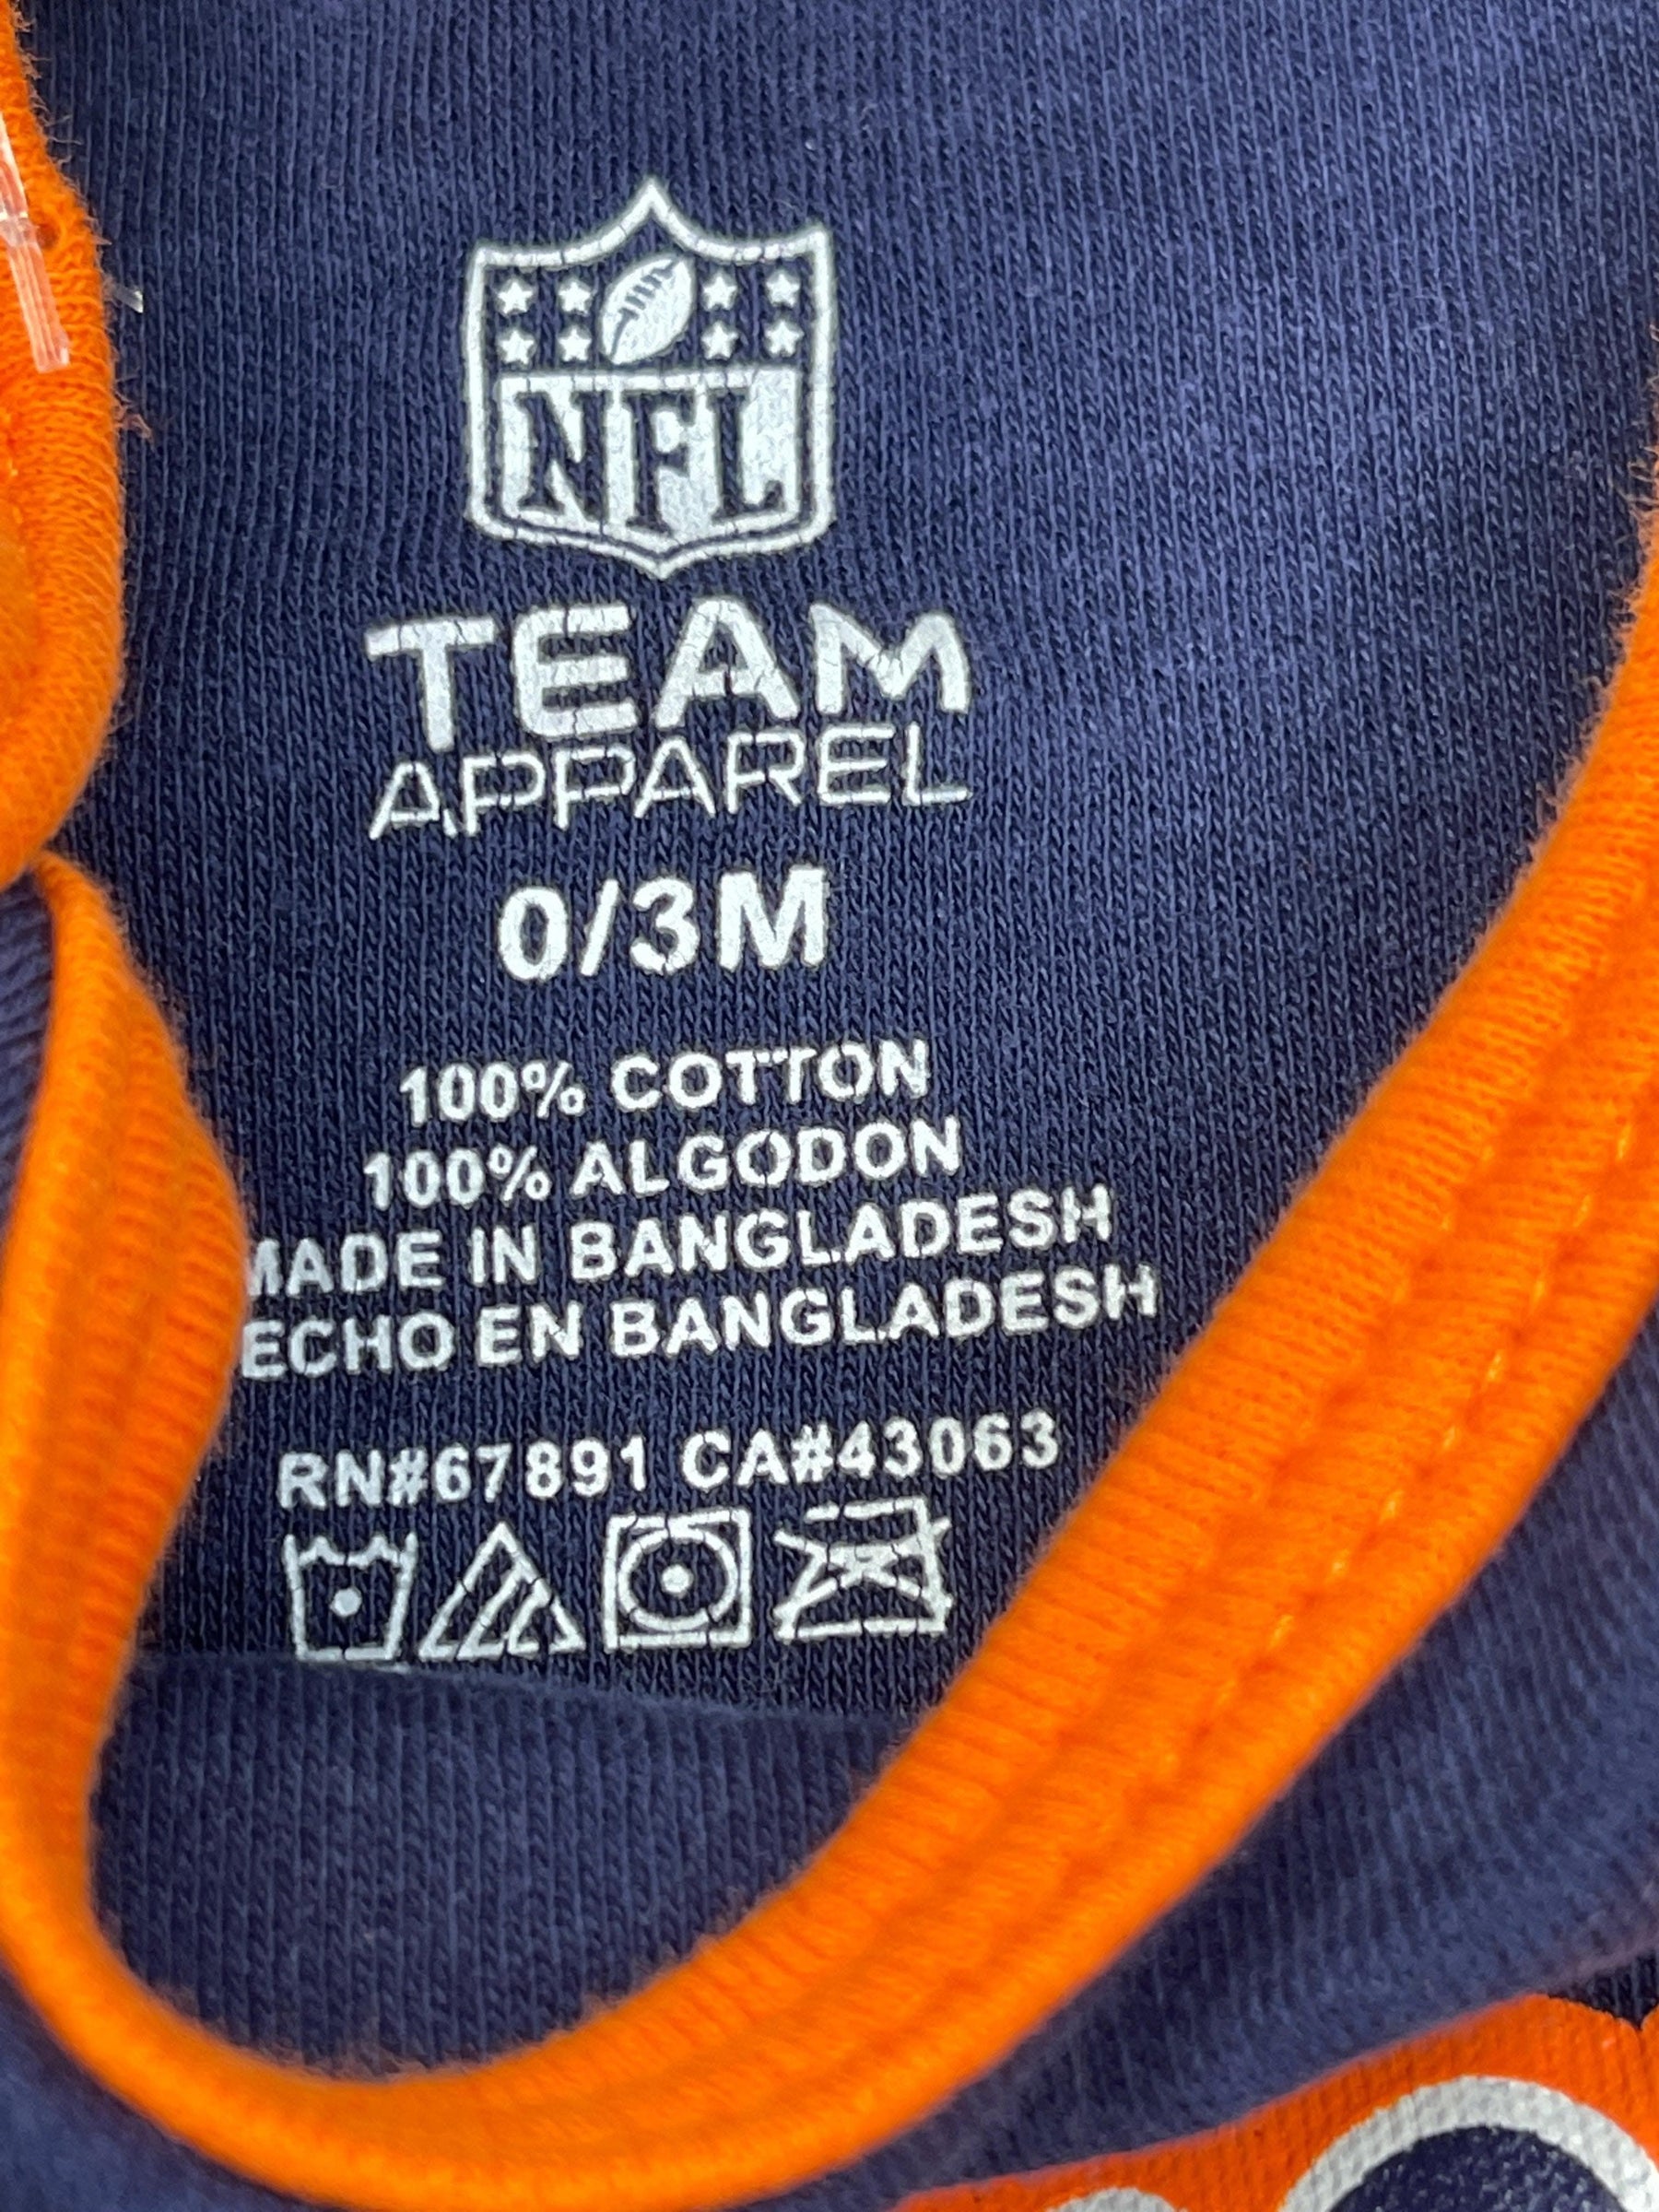 NFL
TEAM
APPAREL
0/3M
100% COTTON
100% ALGODON
MADE IN BANGLADESH
ECHO EN BANGLADESH
RN#67891 CA#43063